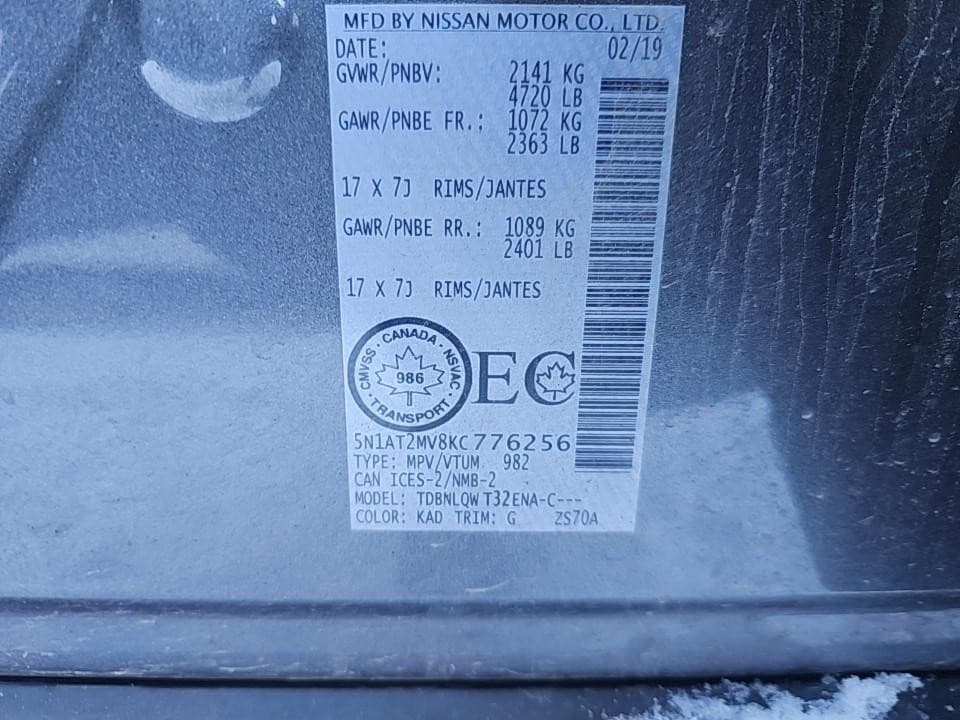 MFD BY NISSAN MOTOR CO., LTD.
DATE: 02/19
GVWR/PNBV: 2141 KG
4720 LB
GAWR/PNBE FR.: 1072 KG
2363 LB
17 X 7J RIMS/JANTES
GAWR/PNBE RR.: 1089 KG
2401 LB
17 X 7J RIMS/JANTES
CMVSS · CANADA · NSVAC · TRANSPORT ·
986
EC
5N1AT2MV8KC776256
TYPE: MPV/VTUM 982
CAN ICES-2/NMB-2
MODEL: TDBNLQW T32ENA-C---
COLOR: KAD TRIM: G ZS70A